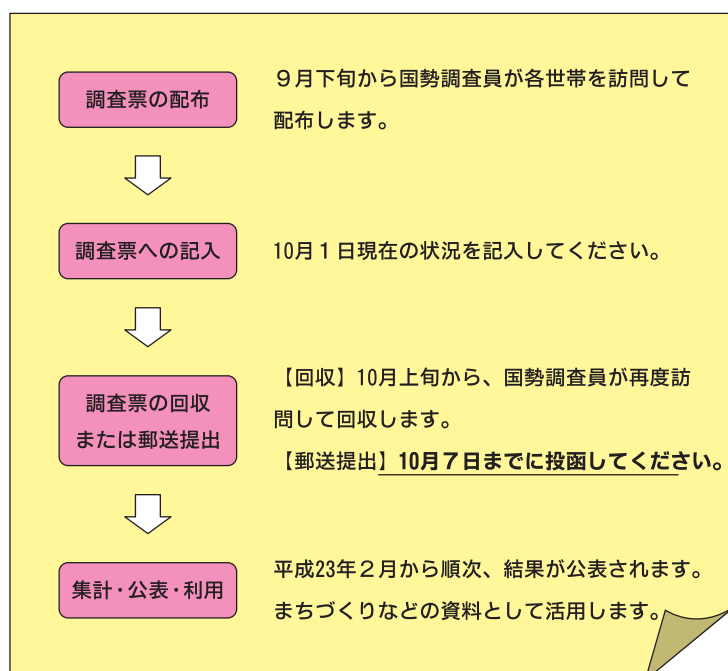 調査票の配布
９月下旬から国勢調査員が各世帯を訪問して
配布します。
調査票への記入
10月１日現在の状況を記入してください。
調査票の回収
または郵送提出
【回収】10月上旬から、国勢調査員が再度訪
問して回収します。
【郵送提出】10月７日までに投函してください。
集計・公表・利用
平成23年２月から順次、結果が公表されます。
まちづくりなどの資料として活用します。